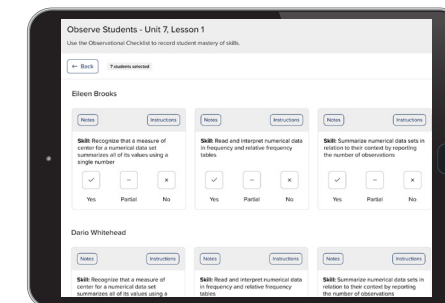 Observe Students - Unit 7, Lesson 1
Use the Observational Checklist to record student mastery of skills.
← Back 7 students selected
Eileen Brooks
Notes Instructions Notes Instructions Notes Instructions
Skill: Recognize that a measure of
center for a numerical data set
summarizes all of its values using a
single number
Skill: Read and interpret numerical data
in frequency and relative frequency
tables
Skill: Summarize numerical data sets in
relation to their context by reporting
the number of observations
Yes Partial No Yes Partial No Yes Partial No
Dario Whitehead
Notes Instructions Notes Instructions Notes Instructions
Skill: Recognize that a measure of
center for a numerical data set
summarizes all of its values using a
Skill: Read and interpret numerical data
in frequency and relative frequency
tables
Skill: Summarize numerical data sets in
relation to their context by reporting
the number of observations